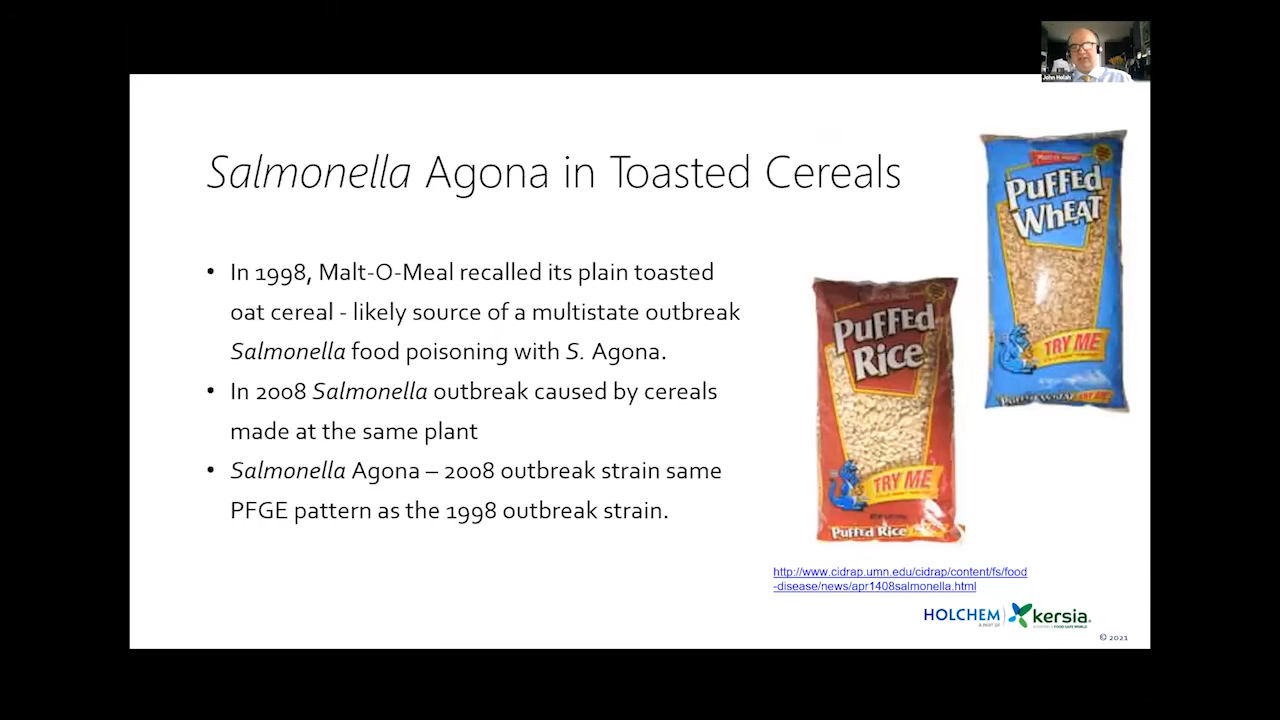 John Holah
Salmonella Agona in Toasted Cereals
• In 1998, Malt-O-Meal recalled its plain toasted
oat cereal - likely source of a multistate outbreak
Salmonella food poisoning with S. Agona.
• In 2008 Salmonella outbreak caused by cereals
made at the same plant
• Salmonella Agona – 2008 outbreak strain same
PFGE pattern as the 1998 outbreak strain.
PUFFED
WHEAT
TRY ME
PUFFED
RICE
TRY ME
PUFFED RICE
http://www.cidrap.umn.edu/cidrap/content/fs/food
-disease/news/apr1408salmonella.html
HOLCHEM kersia
A PART OF
© 2021